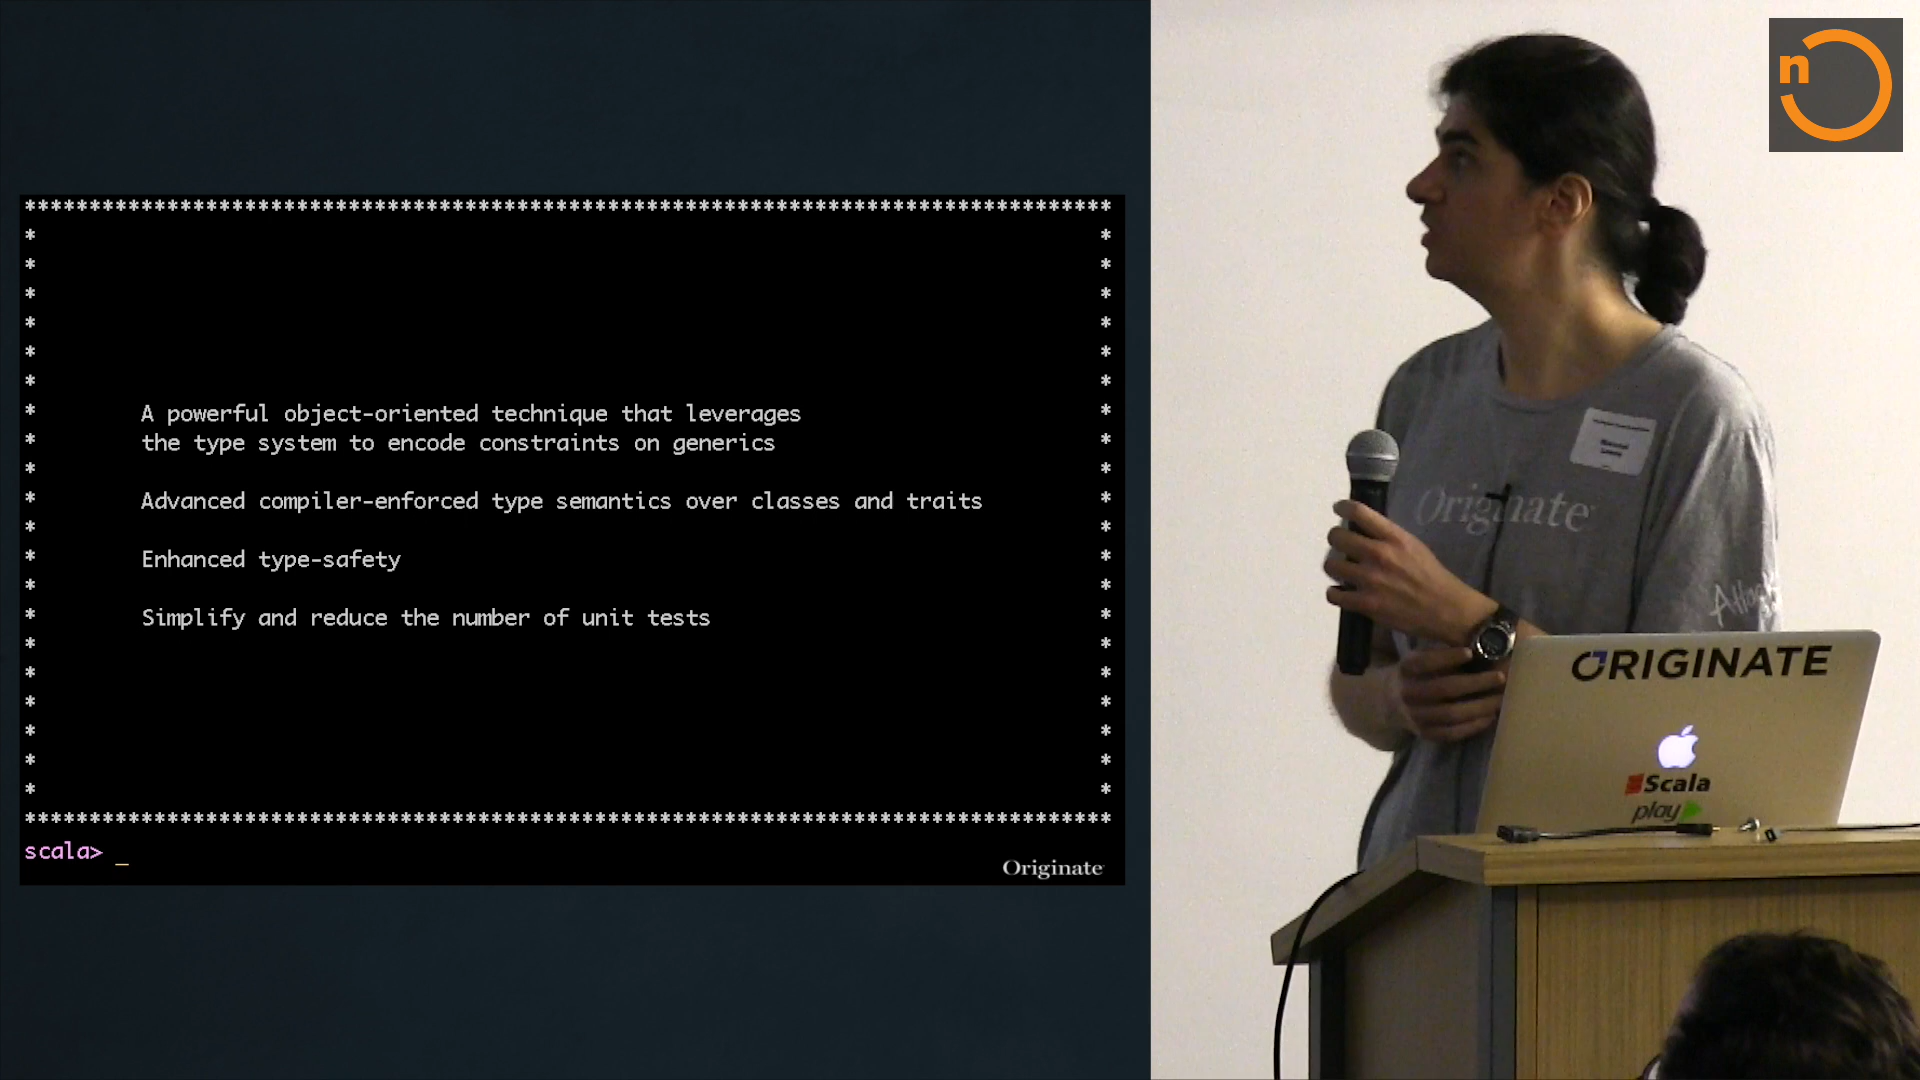 ********************************************************************************
A powerful object-oriented technique that leverages
the type system to encode constraints on generics
Advanced compiler-enforced type semantics over classes and traits
Enhanced type-safety
Simplify and reduce the number of unit tests
********************************************************************************
scala> _
Originate
n
Originate
ORIGINATE
Scala
play